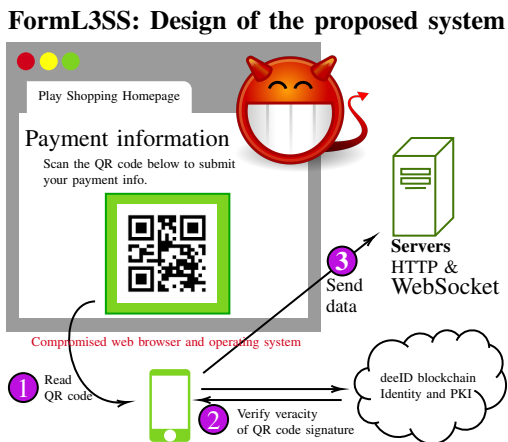 FormL3SS: Design of the proposed system
Play Shopping Homepage
Payment information
Scan the QR code below to submit
your payment info.
Compromised web browser and operating system
1
Read
QR code
2
Verify veracity
of QR code signature
3
Send
data
Servers
HTTP &
WebSocket
deeID blockchain
Identity and PKI